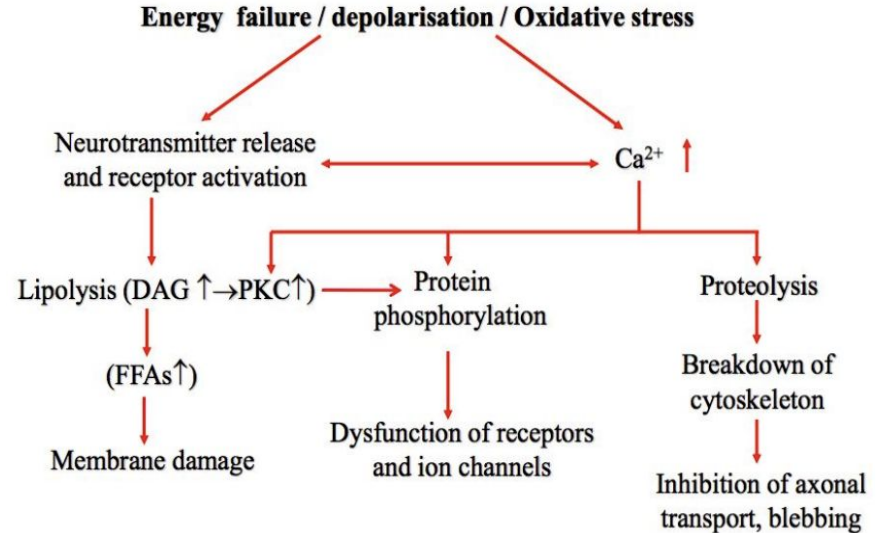 Energy failure / depolarisation / Oxidative stress
Neurotransmitter release
and receptor activation
Ca²⁺ ↑
Lipolysis (DAG ↑→PKC↑)
Protein
phosphorylation
Proteolysis
(FFAs↑)
Breakdown of
cytoskeleton
Membrane damage
Dysfunction of receptors
and ion channels
Inhibition of axonal
transport, blebbing